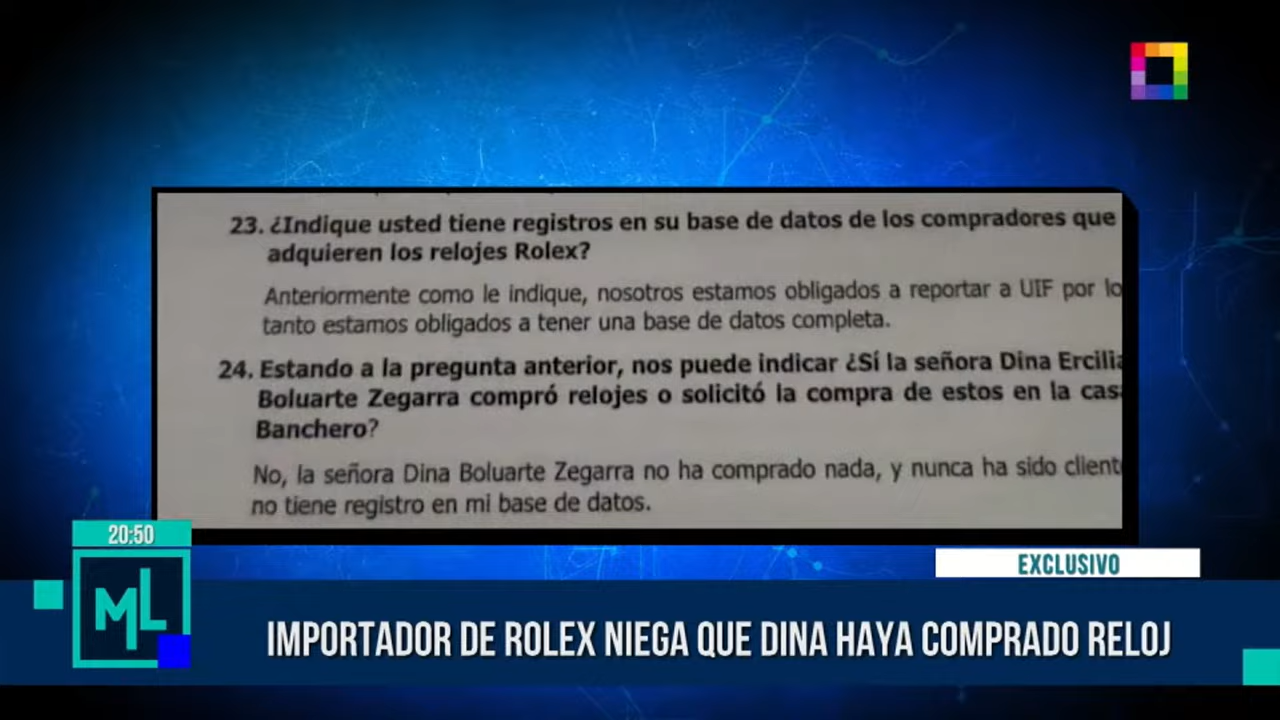 23. ¿Indique usted tiene registros en su base de datos de los compradores que
adquieren los relojes Rolex?
Anteriormente como le indique, nosotros estamos obligados a reportar a UIF por lo
tanto estamos obligados a tener una base de datos completa.
24. Estando a la pregunta anterior, nos puede indicar ¿Sí la señora Dina Ercilia
Boluarte Zegarra compró relojes o solicitó la compra de estos en la cas
Banchero?
No, la señora Dina Boluarte Zegarra no ha comprado nada, y nunca ha sido client
no tiene registro en mi base de datos.
20:50
ML
EXCLUSIVO
IMPORTADOR DE ROLEX NIEGA QUE DINA HAYA COMPRADO RELOJ